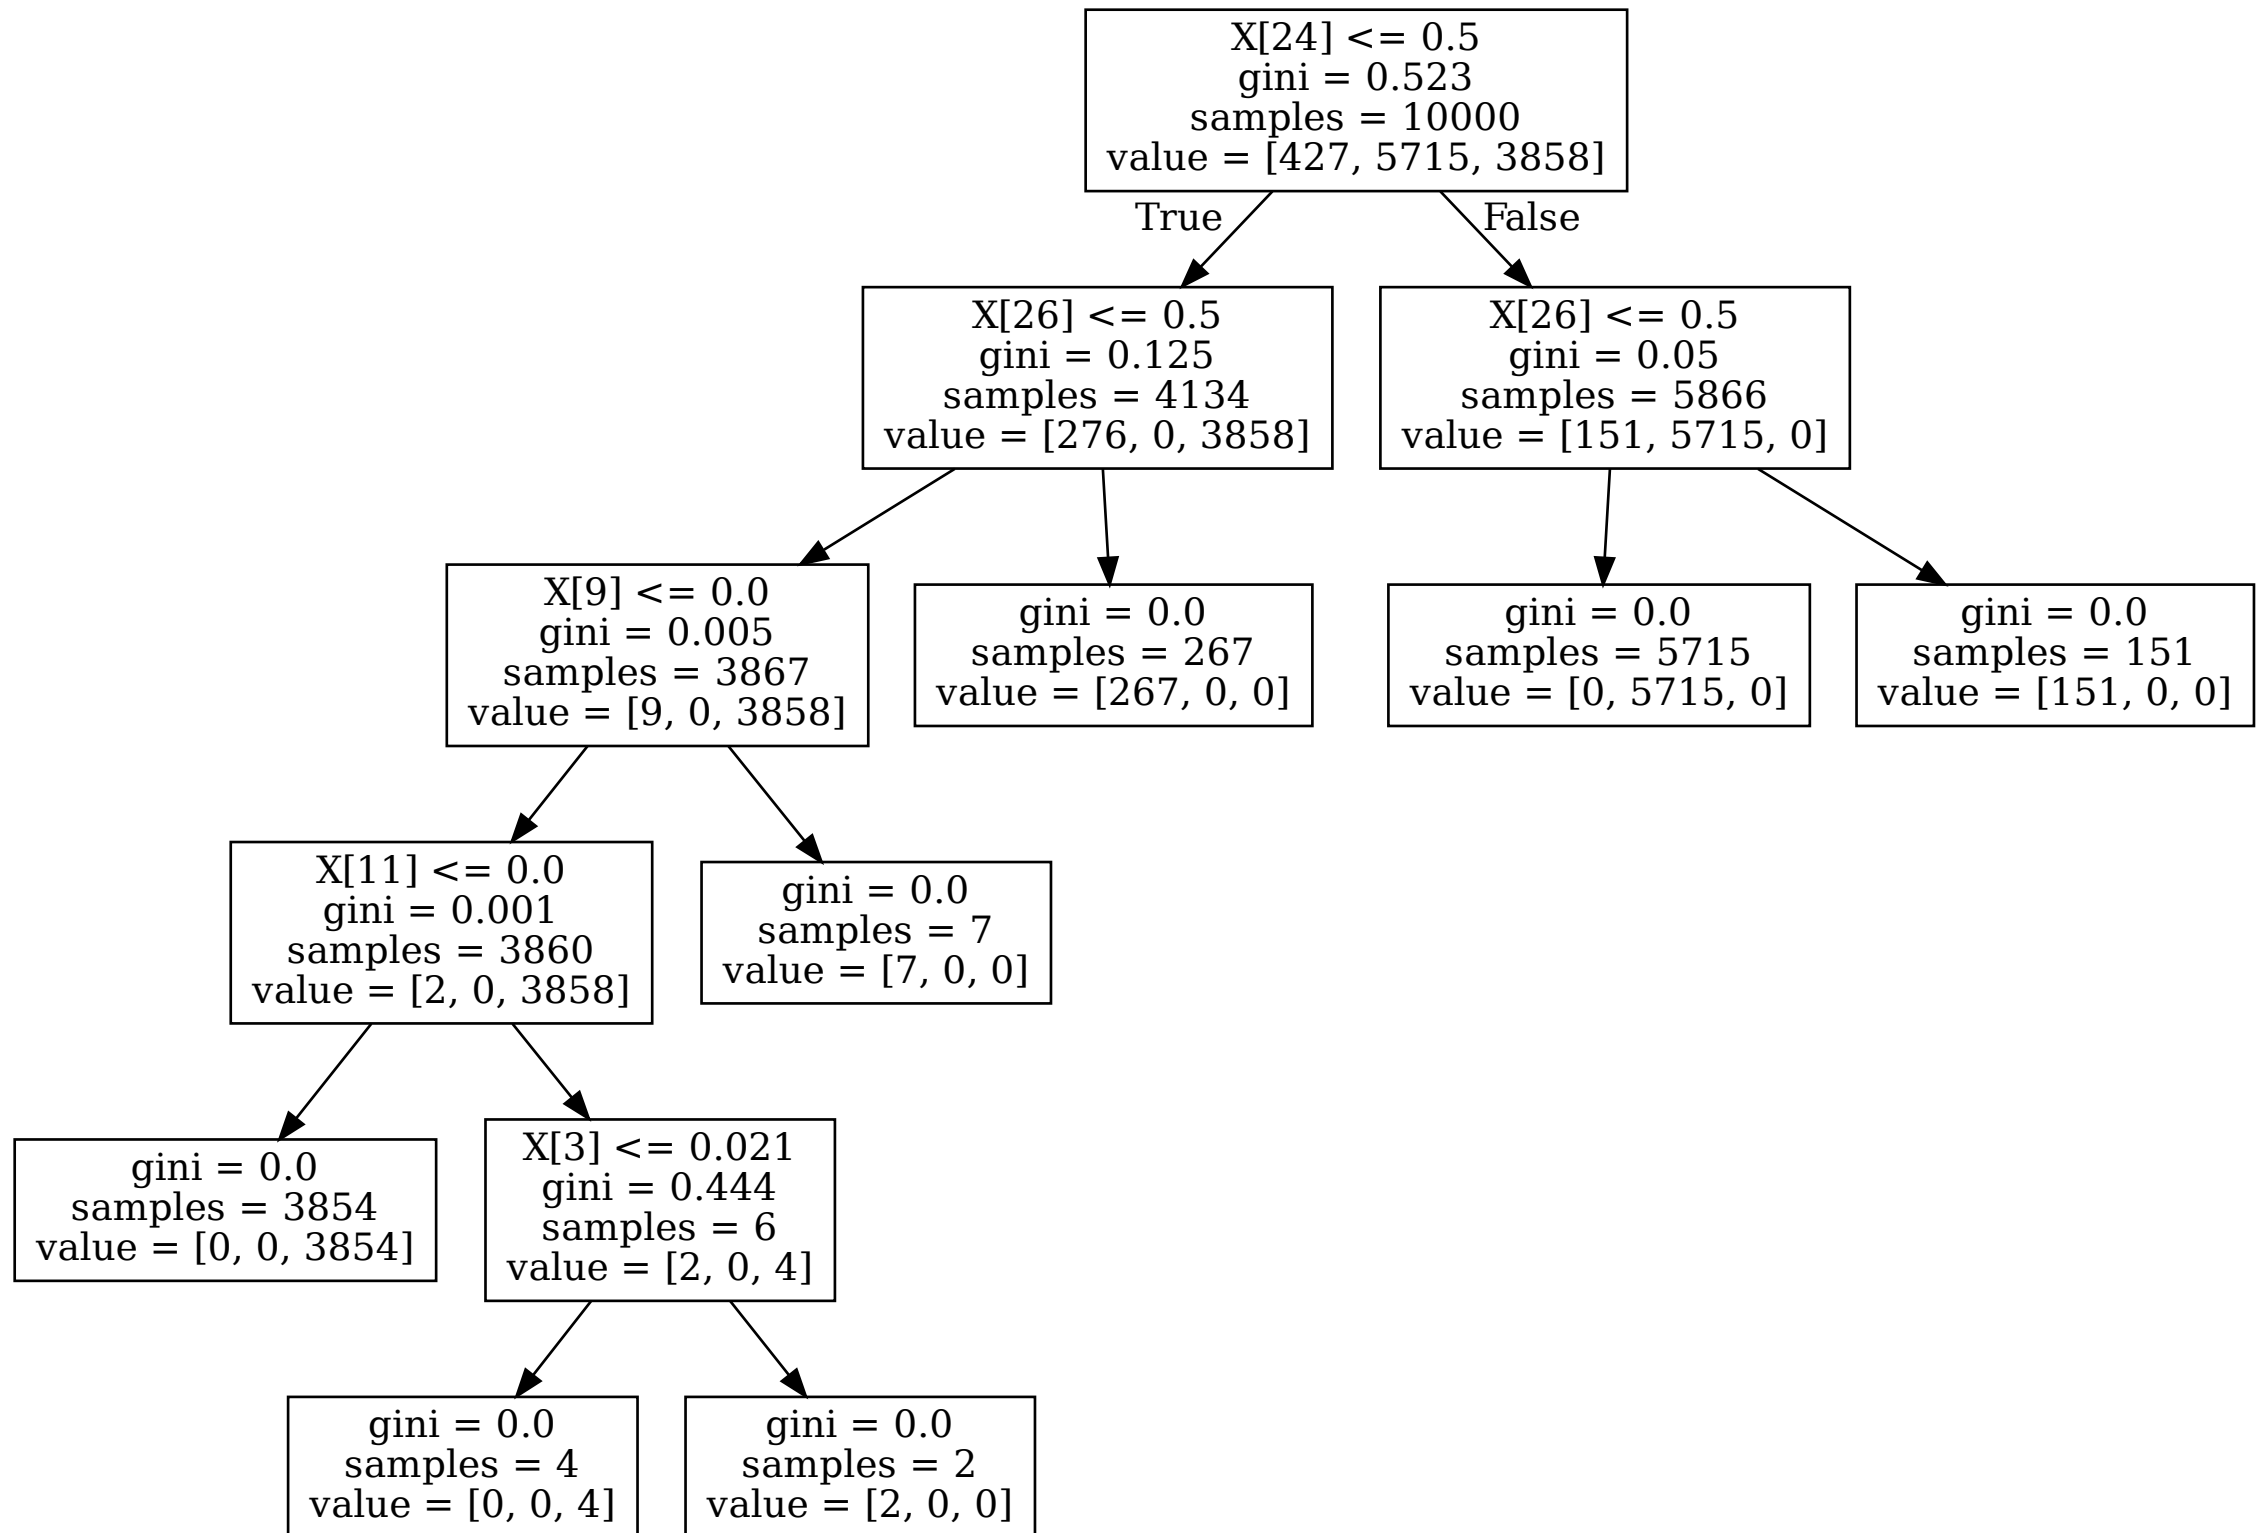 X[24] <= 0.5
gini = 0.523
samples = 10000
value = [427, 5715, 3858]
True
False
X[26] <= 0.5
gini = 0.125
samples = 4134
value = [276, 0, 3858]
X[26] <= 0.5
gini = 0.05
samples = 5866
value = [151, 5715, 0]
X[9] <= 0.0
gini = 0.005
samples = 3867
value = [9, 0, 3858]
gini = 0.0
samples = 267
value = [267, 0, 0]
gini = 0.0
samples = 5715
value = [0, 5715, 0]
gini = 0.0
samples = 151
value = [151, 0, 0]
X[11] <= 0.0
gini = 0.001
samples = 3860
value = [2, 0, 3858]
gini = 0.0
samples = 7
value = [7, 0, 0]
gini = 0.0
samples = 3854
value = [0, 0, 3854]
X[3] <= 0.021
gini = 0.444
samples = 6
value = [2, 0, 4]
gini = 0.0
samples = 4
value = [0, 0, 4]
gini = 0.0
samples = 2
value = [2, 0, 0]